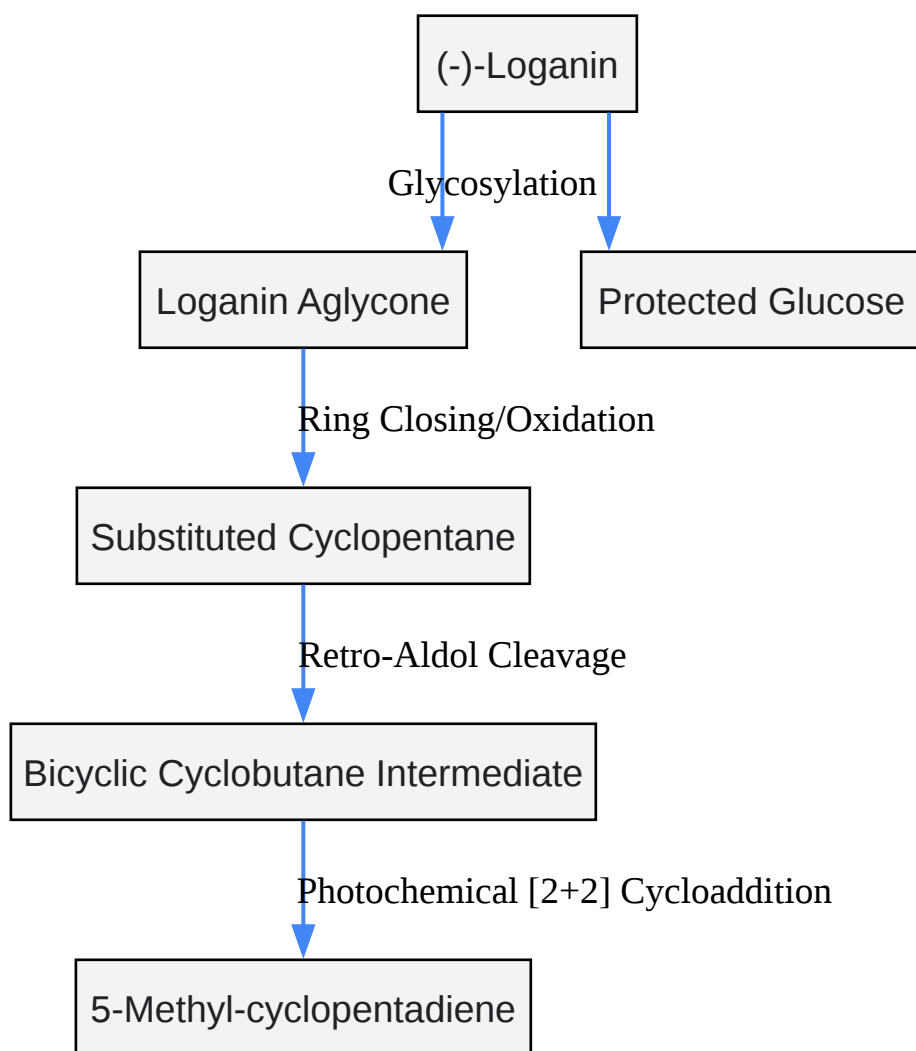 (-)-Loganin
Glycosylation
Loganin Aglycone
Protected Glucose
Ring Closing/Oxidation
Substituted Cyclopentane
Retro-Aldol Cleavage
Bicyclic Cyclobutane Intermediate
Photochemical [2+2] Cycloaddition
5-Methyl-cyclopentadiene